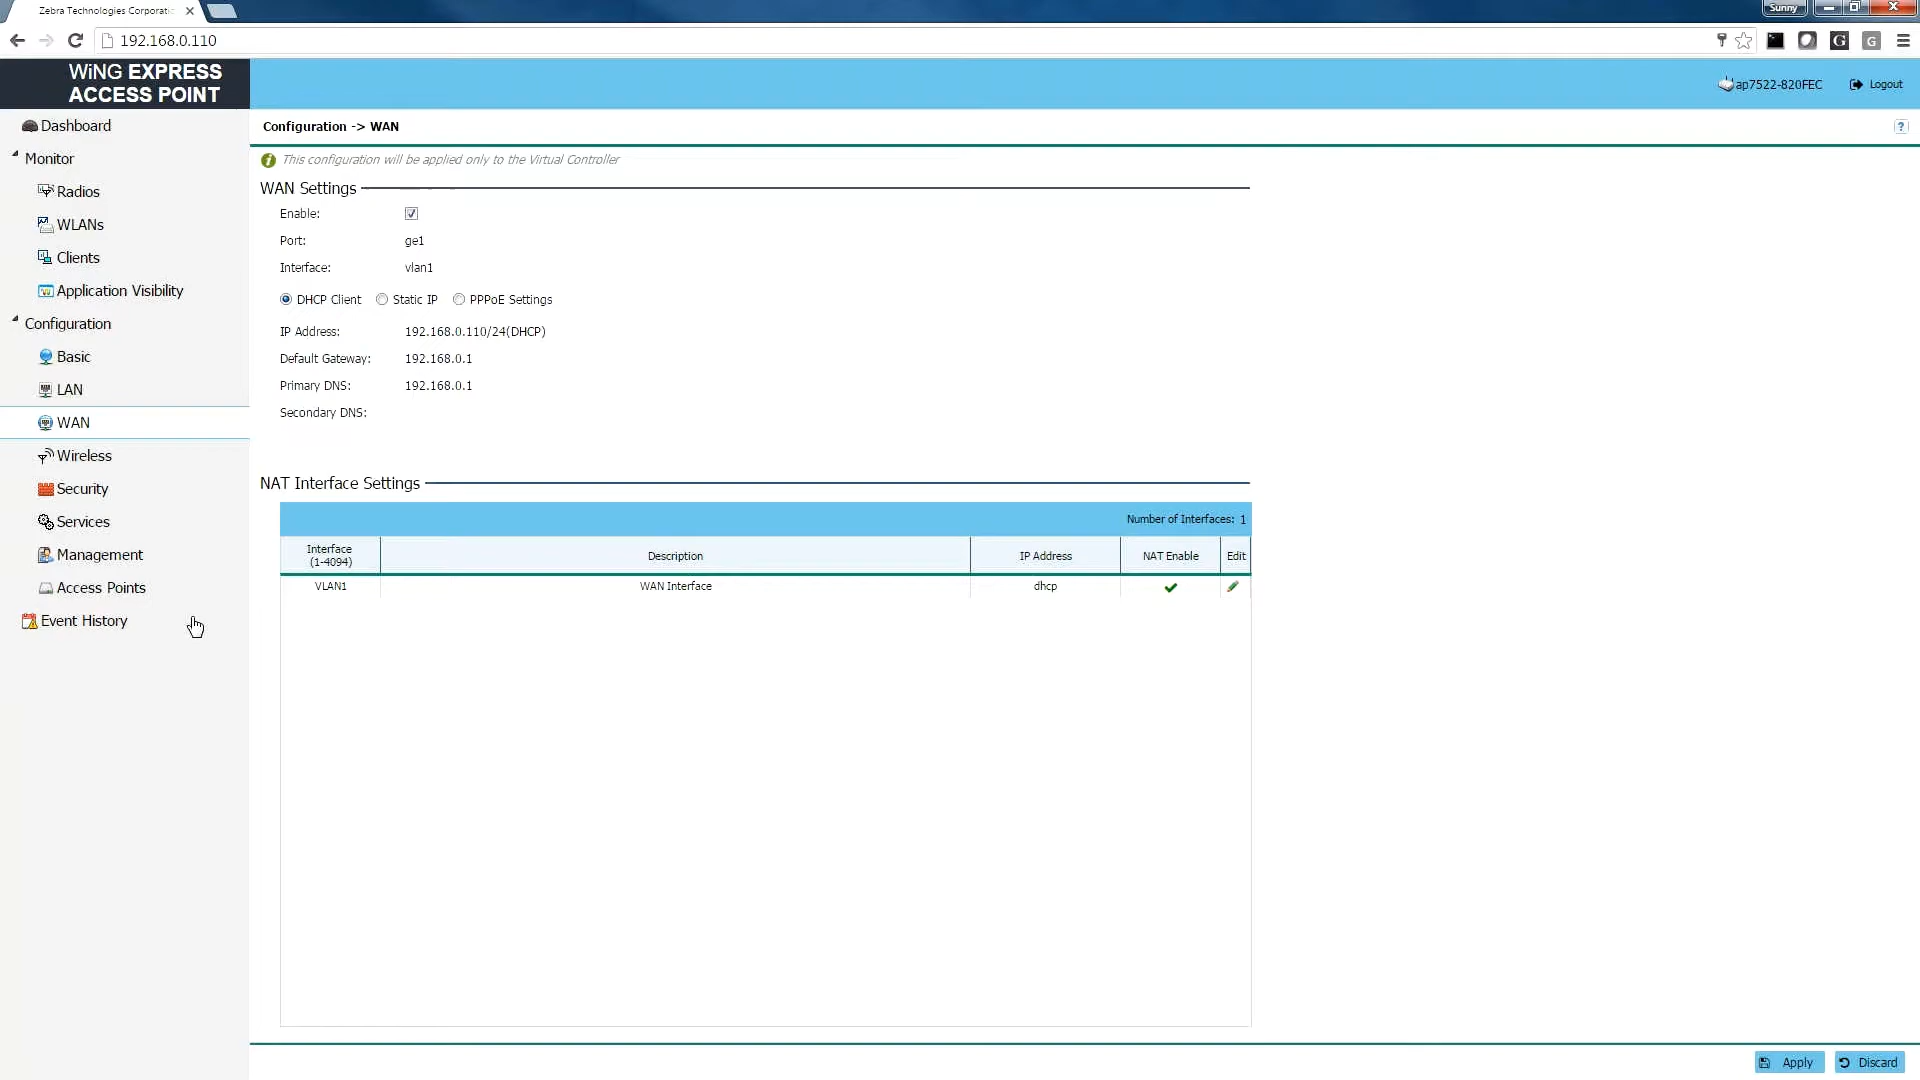 Zebra Technologies Corporati
Sunny
192.168.0.110
WiNG EXPRESS
ACCESS POINT
ap7522-820FEC
Logout
Dashboard
Configuration -> WAN
Monitor
This configuration will be applied only to the Virtual Controller
WAN Settings
Radios
Enable:
WLANs
Port: ge1
Clients
Interface: vlan1
Application Visibility
DHCP Client Static IP PPPoE Settings
Configuration
IP Address: 192.168.0.110/24(DHCP)
Basic
Default Gateway: 192.168.0.1
LAN
Primary DNS: 192.168.0.1
WAN
Secondary DNS:
Wireless
Security
Services
Management
Access Points
Event History
NAT Interface Settings
Number of Interfaces: 1
Interface
(1-4094)
Description
IP Address
NAT Enable
Edit
VLAN1 WAN Interface dhcp
Apply
Discard